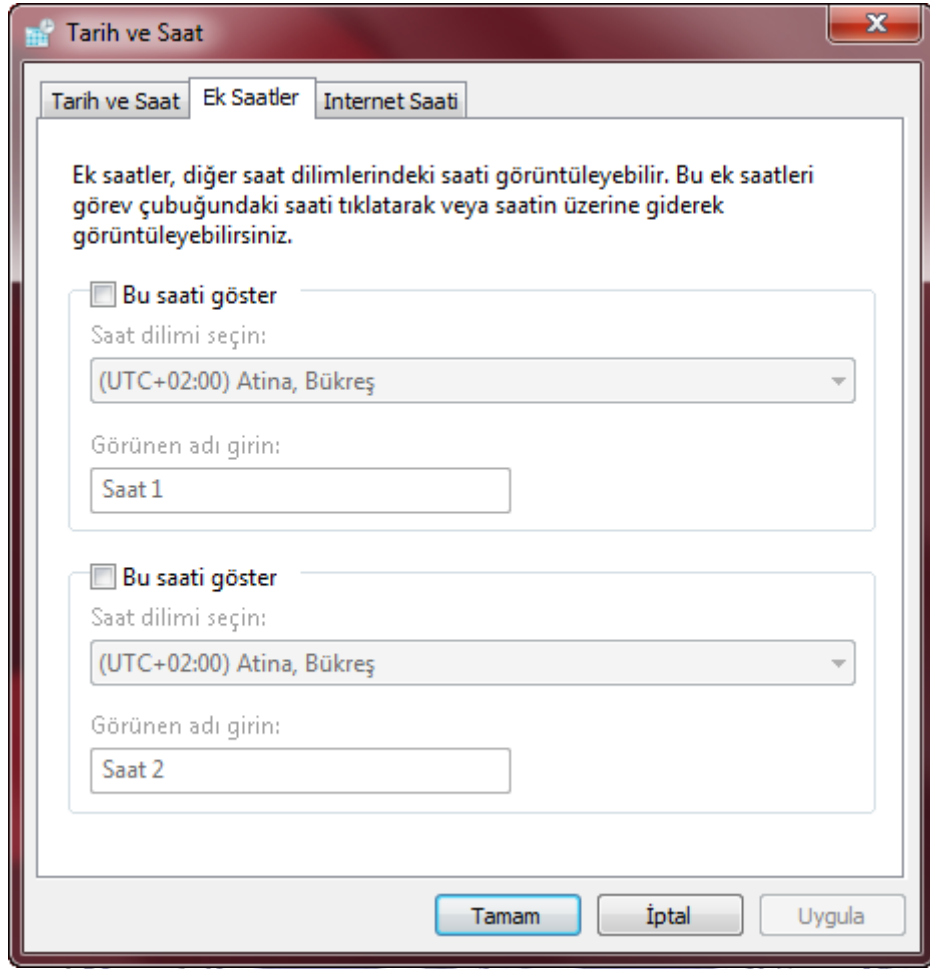 Tarih ve Saat
Tarih ve Saat Ek Saatler Internet Saati
Ek saatler, diğer saat dilimlerindeki saati görüntüleyebilir. Bu ek saatleri
görev çubuğundaki saati tıklatarak veya saatin üzerine giderek
görüntüleyebilirsiniz.
Bu saati göster
Saat dilimi seçin:
(UTC+02:00) Atina, Bükreş
Görünen adı girin:
Saat 1
Bu saati göster
Saat dilimi seçin:
(UTC+02:00) Atina, Bükreş
Görünen adı girin:
Saat 2
Tamam İptal Uygula